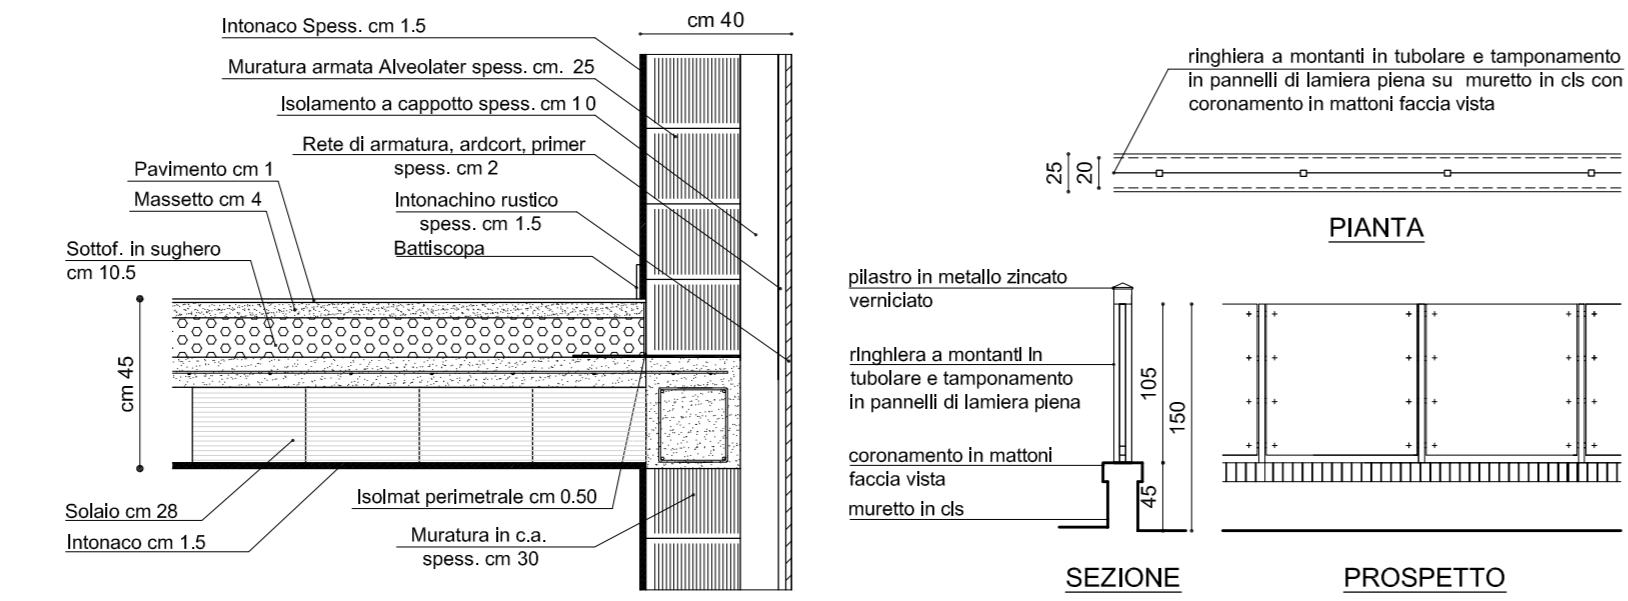 cm 40
Intonaco Spess. cm 1.5
Muratura armata Alveolater spess. cm. 25
Isolamento a cappotto spess. cm 10
Rete di armatura, ardcort, primer
spess. cm 2
Pavimento cm 1
Massetto cm 4
Intonachino rustico
spess. cm 1.5
Battiscopa
Sottof. in sughero
cm 10.5
cm 45
Isolmat perimetrale cm 0.50
Solaio cm 28
Intonaco cm 1.5
Muratura in c.a.
spess. cm 30
ringhiera a montanti in tubolare e tamponamento
in pannelli di lamiera piena su muretto in cls con
coronamento in mattoni faccia vista
25
20
PIANTA
pilastro in metallo zincato
verniciato
ringhiera a montanti in
tubolare e tamponamento
in pannelli di lamiera piena
coronamento in mattoni
faccia vista
muretto in cls
105
150
45
SEZIONE
PROSPETTO